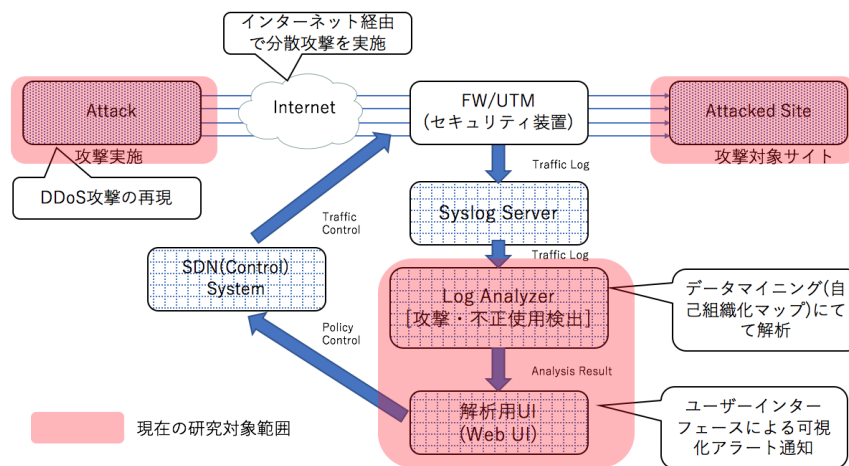 インターネット経由
で分散攻撃を実施
Attack
Internet
FW/UTM
(セキュリティ装置)
Attacked Site
攻撃実施
攻撃対象サイト
DDoS攻撃の再現
Traffic Log
Syslog Server
Traffic
Control
Traffic Log
SDN(Control)
System
Log Analyzer
[攻撃・不正使用検出]
データマイニング(自
己組織化マップ)にて
て解析
Policy
Control
Analysis Result
解析用UI
(Web UI)
ユーザーインター
フェースによる可視
化アラート通知
現在の研究対象範囲